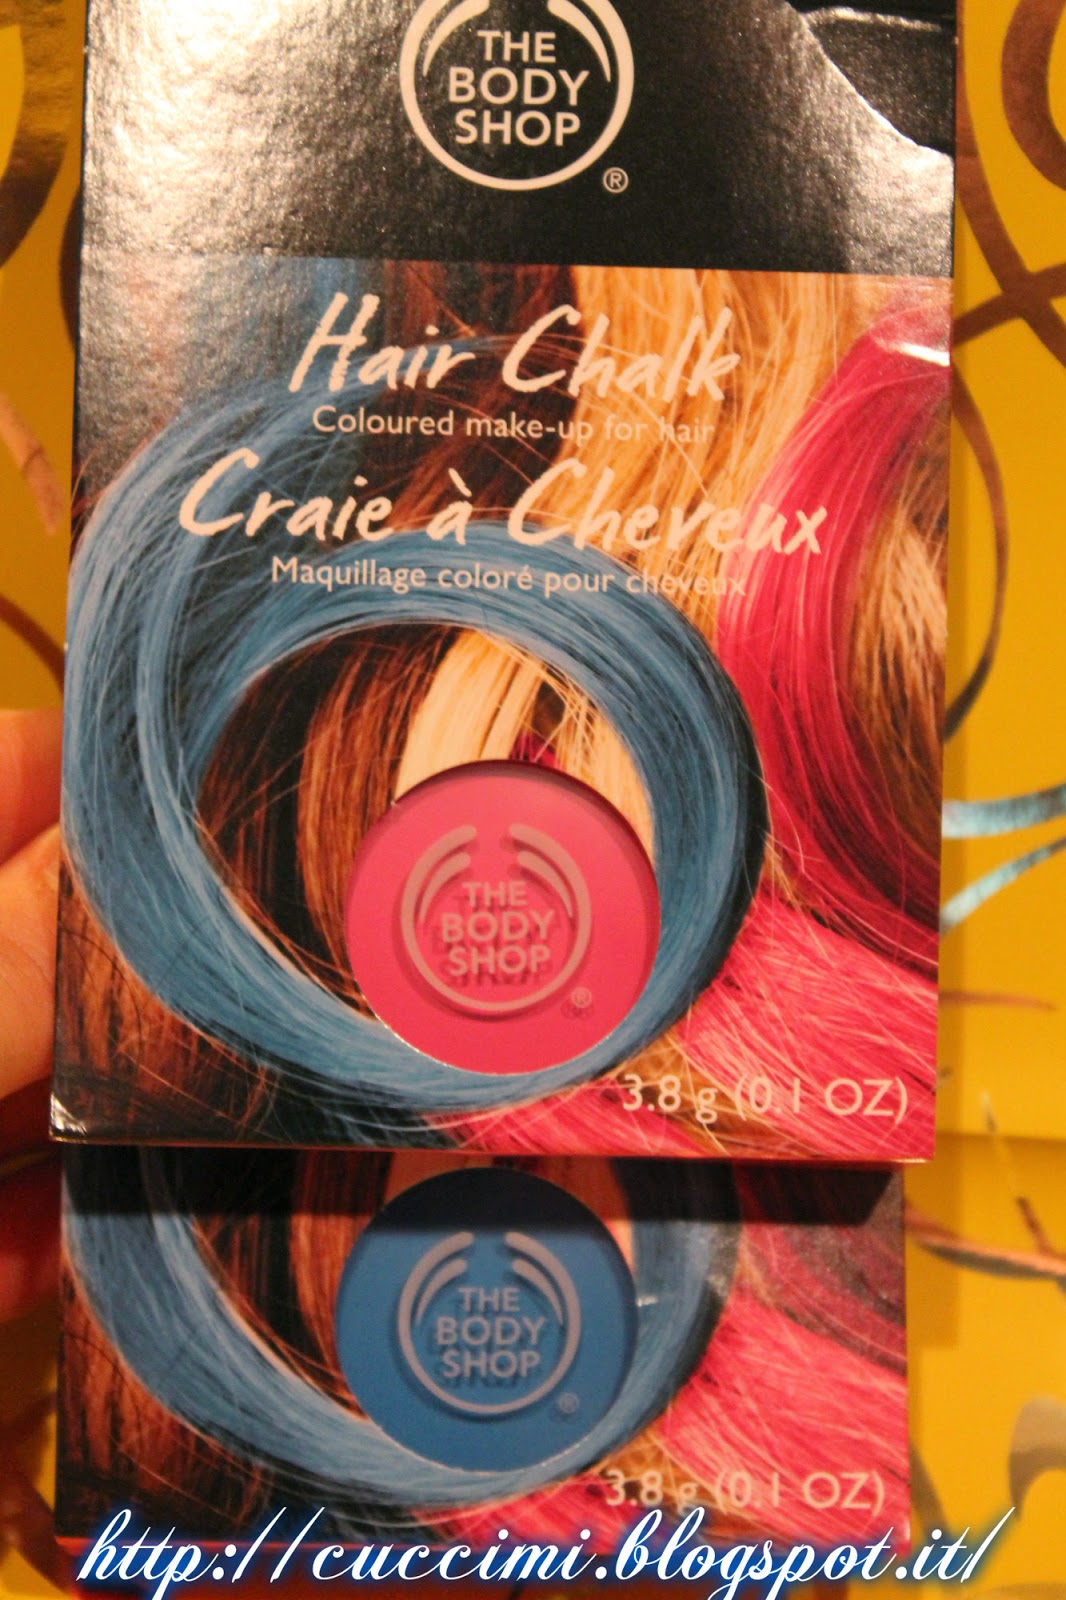 THE
BODY
SHOP
®
Hair Chalk
Coloured make-up for hair
Craie à Cheveux
Maquillage coloré pour cheveux
THE
BODY
SHOP
®
3.8 g (0.1 OZ)
THE
BODY
SHOP
®
3.8 g (0.1 OZ)
http://cuccimi.blogspot.it/